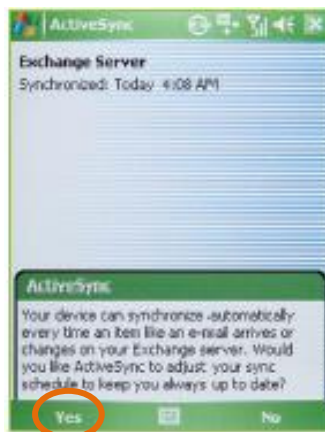 ActiveSync
Exchange Server
Synchronized: Today 4:08 AM
ActiveSync
Your device can synchronize automatically
every time an item like an e-mail arrives or
changes on your Exchange server. Would
you like ActiveSync to adjust your sync
schedule to keep you always up to date?
Yes No